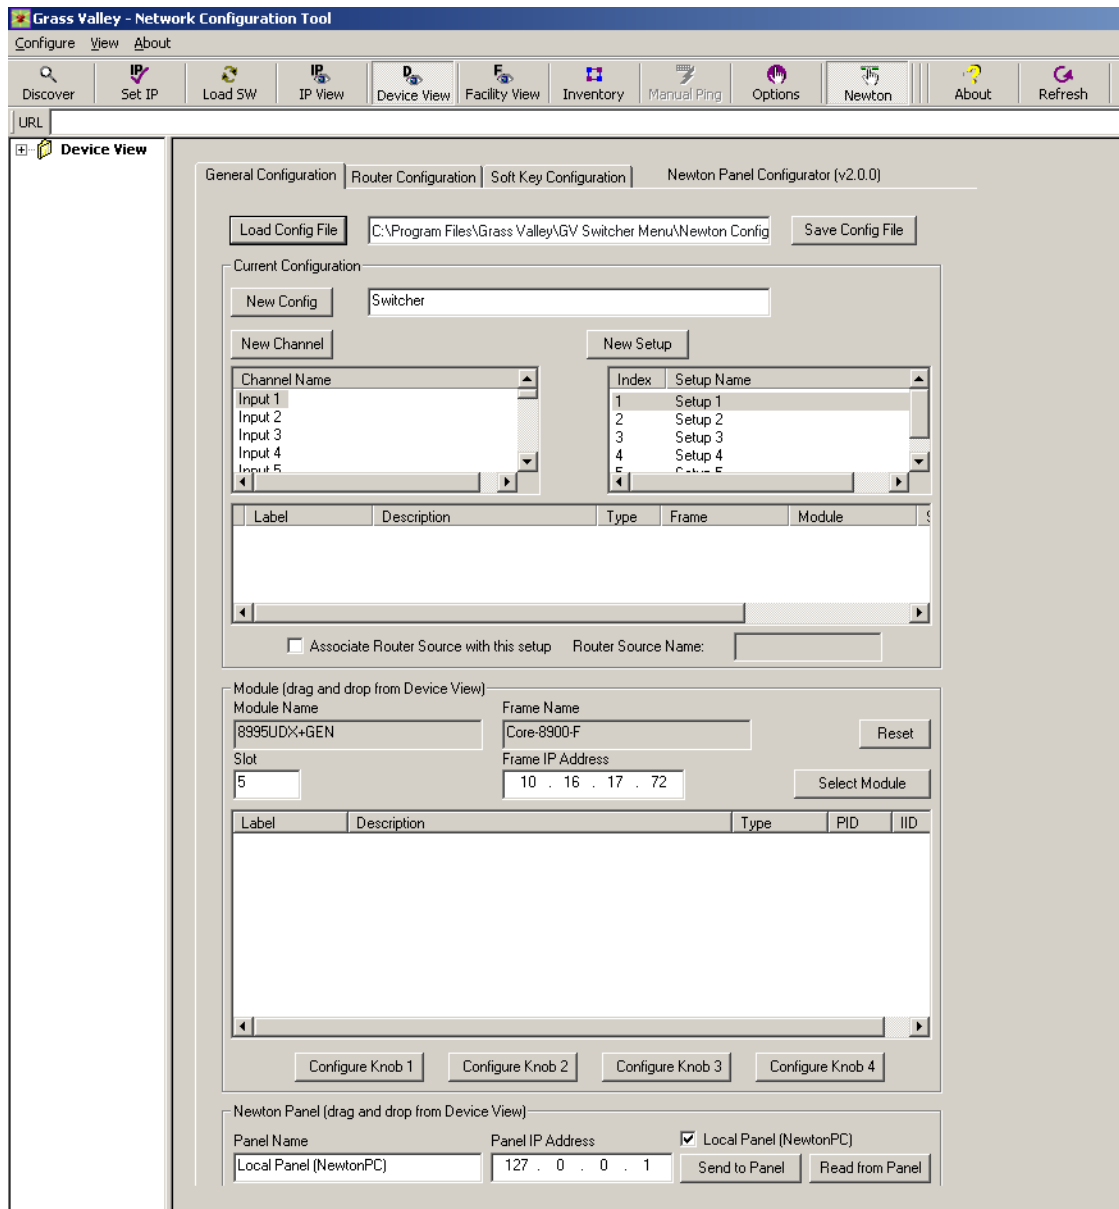 Grass Valley - Network Configuration Tool
Configure View About
Discover Set IP Load SW IP View Device View Facility View Inventory Manual Ping Options Newton About Refresh
URL
Device View
General Configuration Router Configuration Soft Key Configuration Newton Panel Configurator (v2.0.0)
Load Config File C:\Program Files\Grass Valley\GV Switcher Menu\Newton Config Save Config File
Current Configuration
New Config Switcher
New Channel New Setup
Channel Name Index Setup Name
Input 1 1 Setup 1
Input 2 2 Setup 2
Input 3 3 Setup 3
Input 4 4 Setup 4
Input 5 5 Setup 5
Label Description Type Frame Module S
Associate Router Source with this setup Router Source Name:
Module (drag and drop from Device View)
Module Name Frame Name
8995UDX+GEN Core-8900-F Reset
Slot Frame IP Address
5 10 . 16 . 17 . 72 Select Module
Label Description Type PID IID
Configure Knob 1 Configure Knob 2 Configure Knob 3 Configure Knob 4
Newton Panel (drag and drop from Device View)
Panel Name Panel IP Address Local Panel (NewtonPC)
Local Panel (NewtonPC) 127 . 0 . 0 . 1 Send to Panel Read from Panel